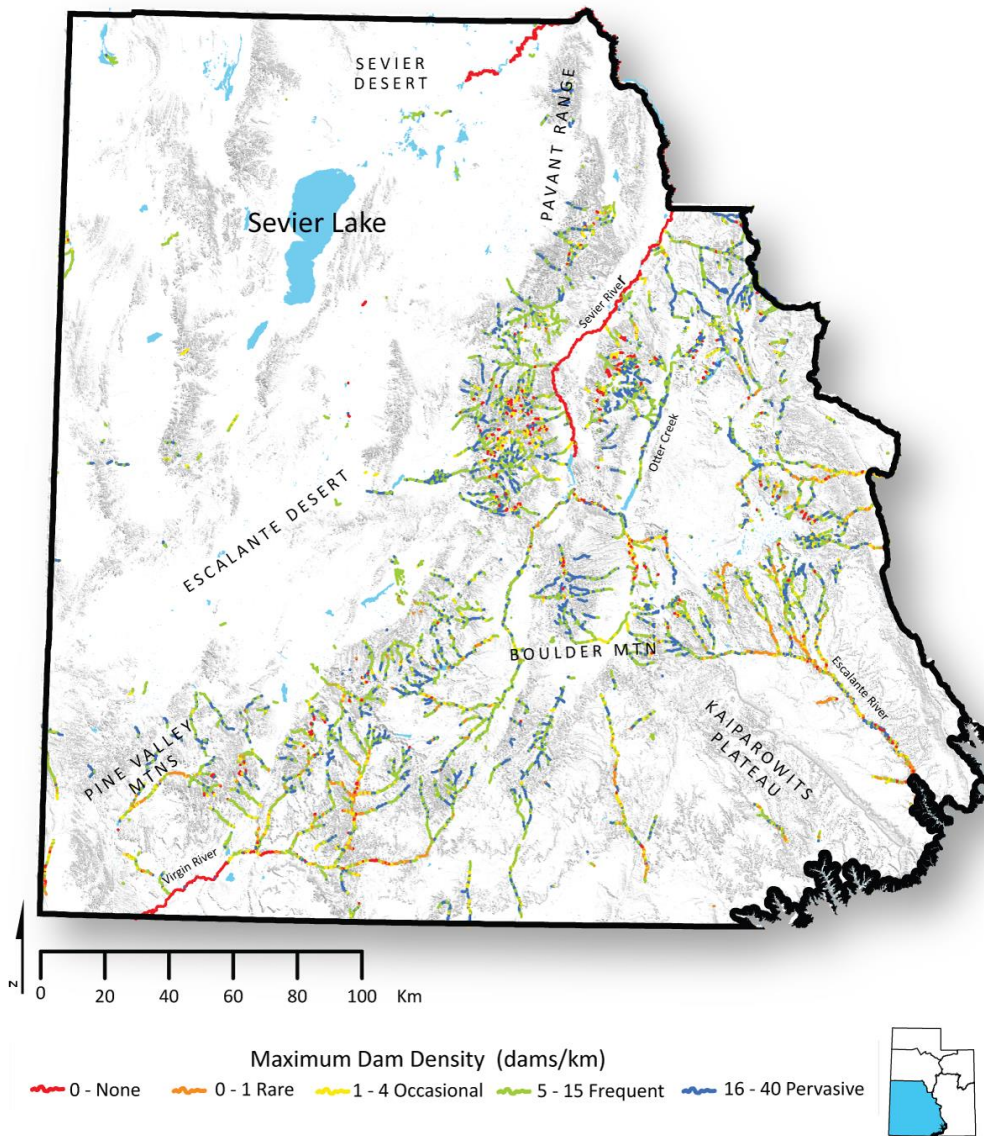 SEVIER
DESERT
PAVANT RANGE
Sevier Lake
Sevier River
Otter Creek
ESCALANTE DESERT
BOULDER MTN
Escalante River
KAIPAROWITS
PLATEAU
PINE VALLEY
MTNS
Virgin River
N
0 20 40 60 80 100 Km
Maximum Dam Density (dams/km)
0 - None 0 - 1 Rare 1 - 4 Occasional 5 - 15 Frequent 16 - 40 Pervasive